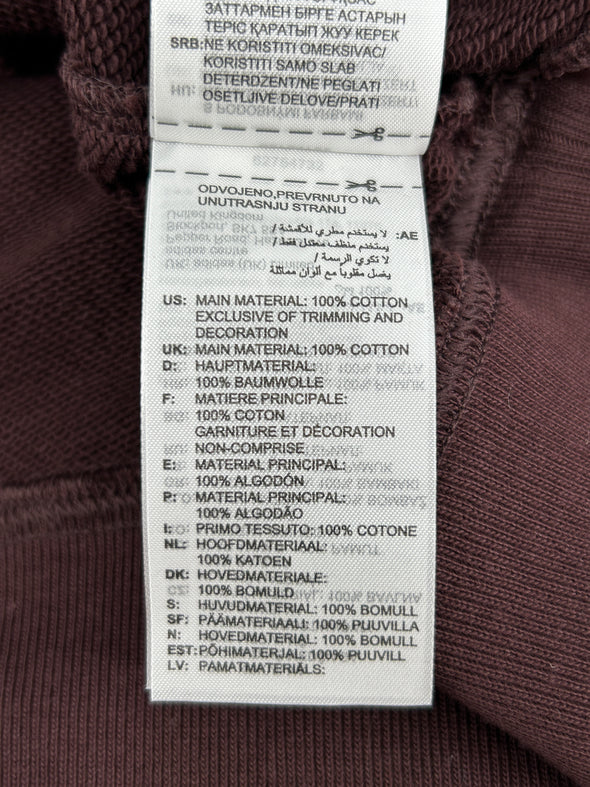 ЗАТТАРМЕН БІРГЕ АСТАРЫН
ТЕРІС ҚАРАТЫП ЖУУ КЕРЕК
SRB: NE KORISTITI OMEKSIVAC/
KORISTITI SAMO SLAB
DETERDZENT/NE PEGLATI
OSETLJIVE DELOVE/PRATI
ODVOJENO,PREVRNUTO NA
UNUTRASNJU STRANU
AE: لا يستخدم مطري للأقمشة /
يستخدم منظف معتدل فقط /
لا تكوي الرسمة /
يغسل مقلوباً مع ألوان مماثلة
US: MAIN MATERIAL: 100% COTTON
EXCLUSIVE OF TRIMMING AND
DECORATION
UK: MAIN MATERIAL: 100% COTTON
D: HAUPTMATERIAL:
100% BAUMWOLLE
F: MATIERE PRINCIPALE:
100% COTON
GARNITURE ET DÉCORATION
NON-COMPRISE
E: MATERIAL PRINCIPAL:
100% ALGODÓN
P: MATERIAL PRINCIPAL:
100% ALGODÃO
I: PRIMO TESSUTO: 100% COTONE
NL: HOOFDMATERIAAL:
100% KATOEN
DK: HOVEDMATERIALE:
100% BOMULD
S: HUVUDMATERIAL: 100% BOMULL
SF: PÄÄMATERIAALI: 100% PUUVILLA
N: HOVEDMATERIAL: 100% BOMULL
EST: PÕHIMATERJAL: 100% PUUVILL
LV: PAMATMATERIĀLS: